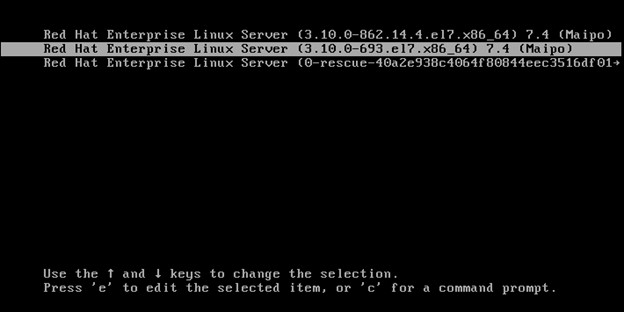 Red Hat Enterprise Linux Server (3.10.0-862.14.4.el7.x86_64) 7.4 (Maipo)
Red Hat Enterprise Linux Server (3.10.0-693.el7.x86_64) 7.4 (Maipo)
Red Hat Enterprise Linux Server (0-rescue-40a2e938c4064f80844eec3516df01→
Use the ↑ and ↓ keys to change the selection.
Press 'e' to edit the selected item, or 'c' for a command prompt.